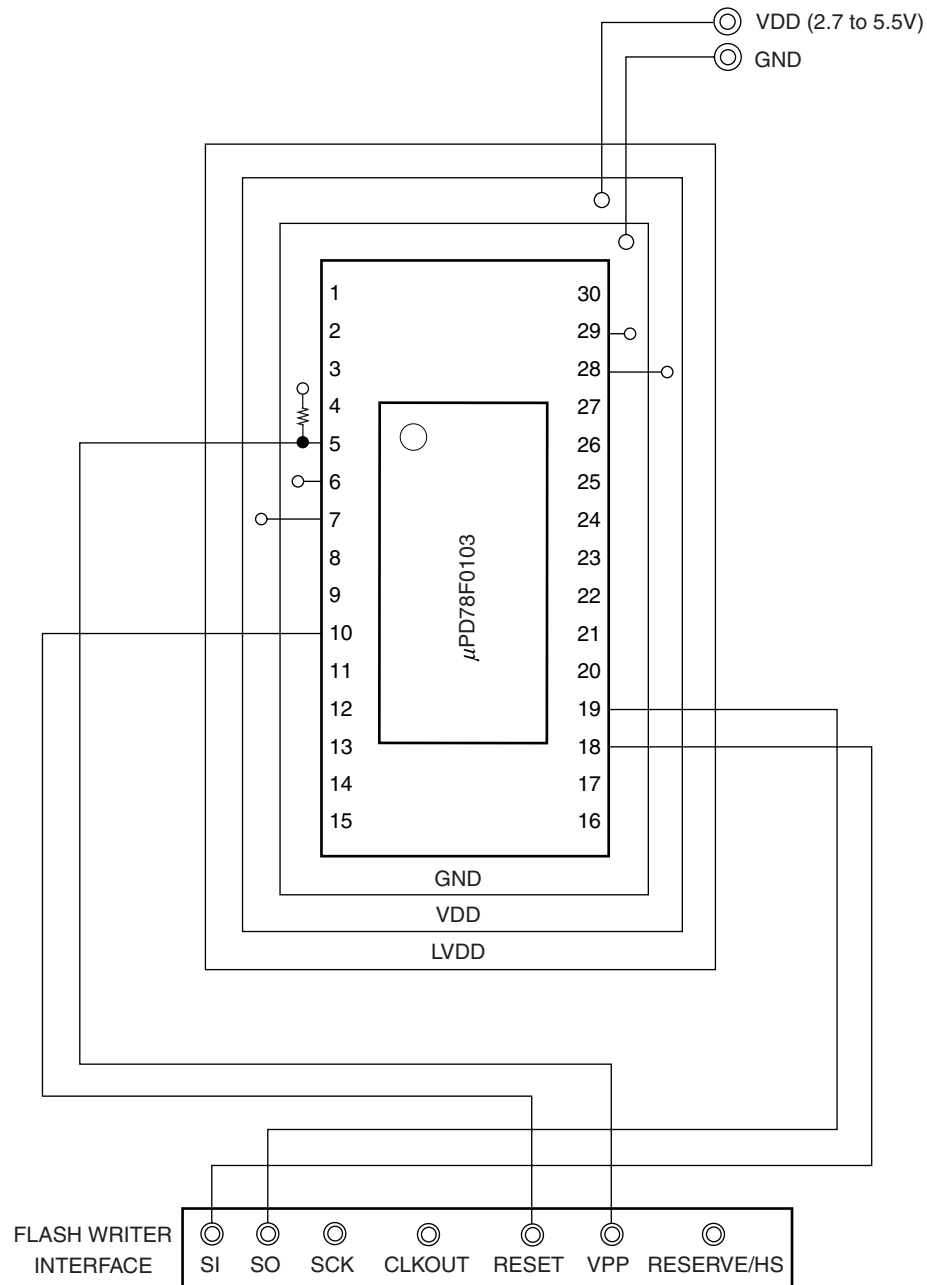 VDD (2.7 to 5.5V)
GND
1 30
2 29
3 28
4 27
5 26
6 25
7 24
8 23
9 22
10 21
11 20
12 19
13 18
14 17
15 16
μPD78F0103
GND
VDD
LVDD
FLASH WRITER
INTERFACE
SI SO SCK CLKOUT RESET VPP RESERVE/HS